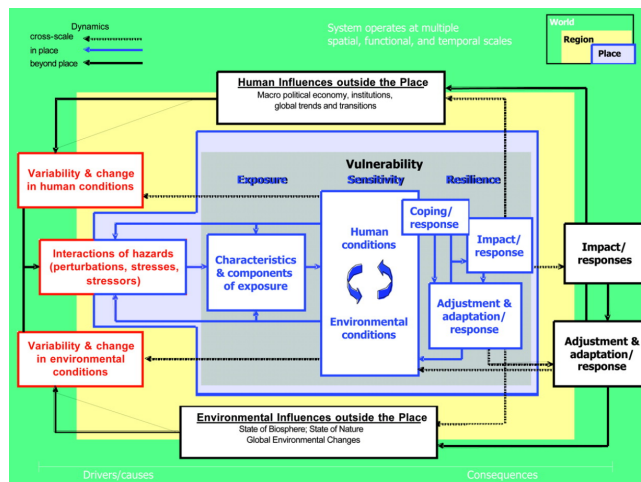 Dynamics
cross-scale
in place
beyond place
System operates at multiple
spatial, functional, and temporal scales
World
Region
Place
Human Influences outside the Place
Macro political economy, institutions,
global trends and transitions
Variability & change
in human conditions
Vulnerability
Exposure
Sensitivity
Resilience
Interactions of hazards
(perturbations, stresses,
stressors)
Characteristics
& components
of exposure
Human
conditions
Environmental
conditions
Coping/
response
Impact/
response
Adjustment &
adaptation/
response
Impact/
responses
Adjustment &
adaptation/
response
Variability & change
in environmental
conditions
Environmental Influences outside the Place
State of Biosphere; State of Nature
Global Environmental Changes
Drivers/causes
Consequences